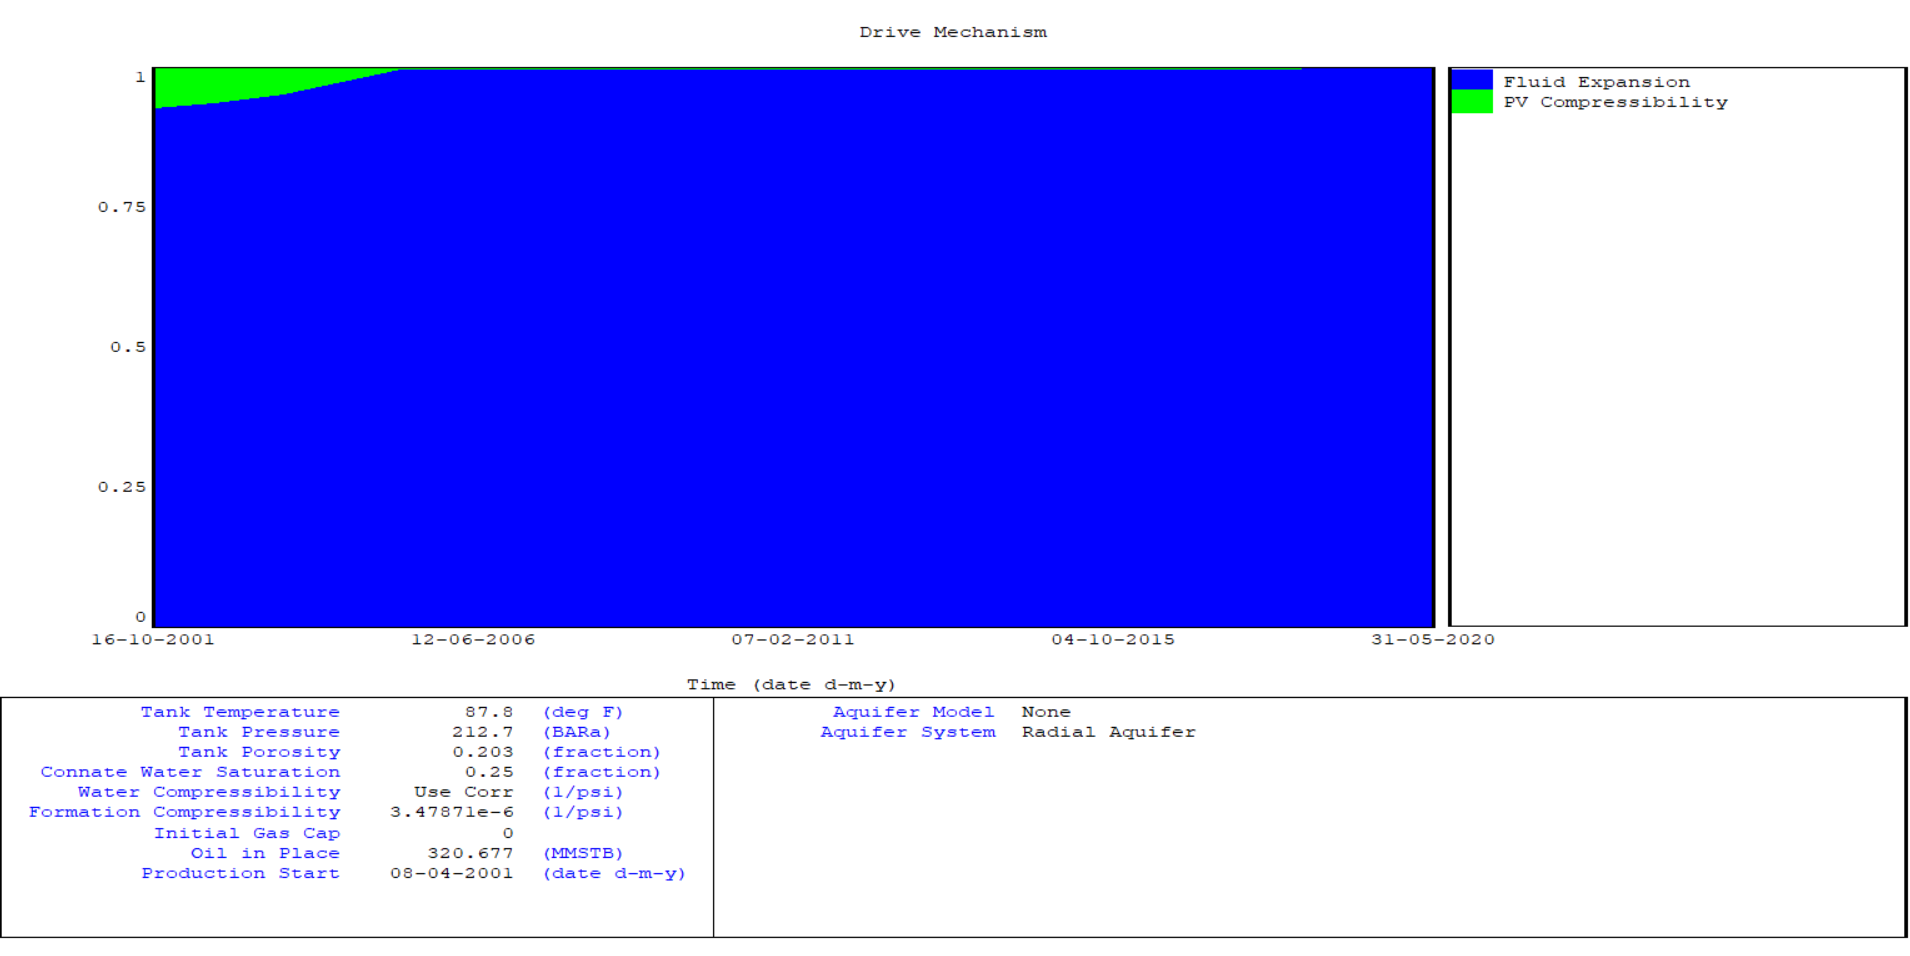 Drive Mechanism
1
0.75
0.5
0.25
0
16-10-2001 12-06-2006 07-02-2011 04-10-2015 31-05-2020
Time (date d-m-y)
Fluid Expansion
PV Compressibility
Tank Temperature 87.8 (deg F)
Tank Pressure 212.7 (BARa)
Tank Porosity 0.203 (fraction)
Connate Water Saturation 0.25 (fraction)
Water Compressibility Use Corr (1/psi)
Formation Compressibility 3.47871e-6 (1/psi)
Initial Gas Cap 0
Oil in Place 320.677 (MMSTB)
Production Start 08-04-2001 (date d-m-y)
Aquifer Model None
Aquifer System Radial Aquifer